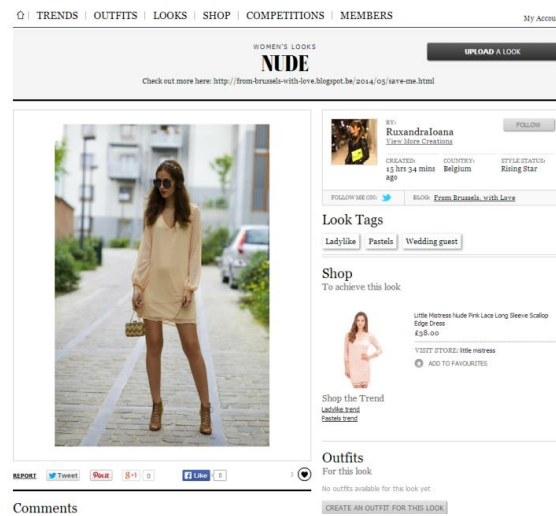 TRENDS | OUTFITS | LOOKS | SHOP | COMPETITIONS | MEMBERS
My Accou
WOMEN'S LOOKS
NUDE
Check out more here: http://from-brussels-with-love.blogspot.be/2014/05/save-me.html
UPLOAD A LOOK
BY:
RuxandraIoana
View More Creations
FOLLOW
CREATED:
15 hrs 34 mins
ago
COUNTRY:
Belgium
STYLE STATUS:
Rising Star
FOLLOW ME ON:
BLOG: From Brussels, with Love
Look Tags
Ladylike Pastels Wedding guest
Shop
To achieve this look
Little Mistress Nude Pink Lace Long Sleeve Scallop
Edge Dress
£38.00
VISIT STORE: little mistress
ADD TO FAVOURITES
Shop the Trend
Ladylike trend
Pastels trend
Outfits
For this look
No outfits available for this look yet
CREATE AN OUTFIT FOR THIS LOOK
REPORT Tweet Pin it g+1 0 Like 0
Comments